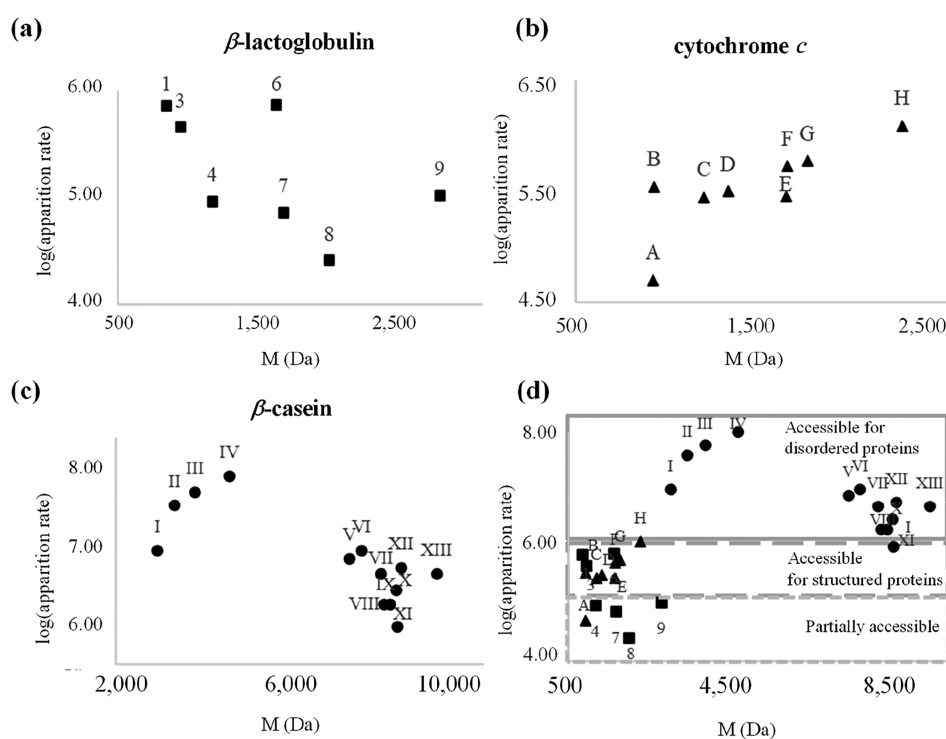 (a)
β-lactoglobulin
6.00
5.00
4.00
log(apparition rate)
1
3
4
6
7
8
9
500
1,500
2,500
M (Da)
(b)
cytochrome c
6.50
5.50
4.50
log(apparition rate)
A
B
C
D
E
F
G
H
500
1,500
2,500
M (Da)
(c)
β-casein
8.00
7.00
6.00
log(apparition rate)
I
II
III
IV
V
VI
VII
VIII
IX
X
XI
XII
XIII
2,000
6,000
10,000
M (Da)
(d)
8.00
6.00
4.00
log(apparition rate)
Accessible for
disordered proteins
Accessible
for structured proteins
Partially accessible
I
II
III
IV
V
VI
VII
XII
XIII
X
VI
I
XI
H
G
B
C
3
E
A
4
7
8
9
500
4,500
8,500
M (Da)